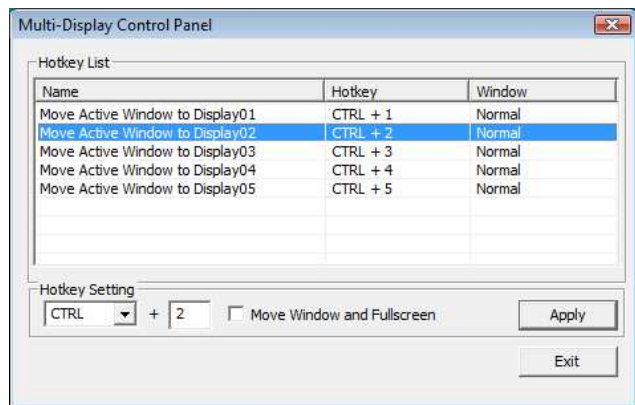 Multi-Display Control Panel
Hotkey List
Name Hotkey Window
Move Active Window to Display01 CTRL + 1 Normal
Move Active Window to Display02 CTRL + 2 Normal
Move Active Window to Display03 CTRL + 3 Normal
Move Active Window to Display04 CTRL + 4 Normal
Move Active Window to Display05 CTRL + 5 Normal
Hotkey Setting
CTRL + 2 Move Window and Fullscreen Apply
Exit